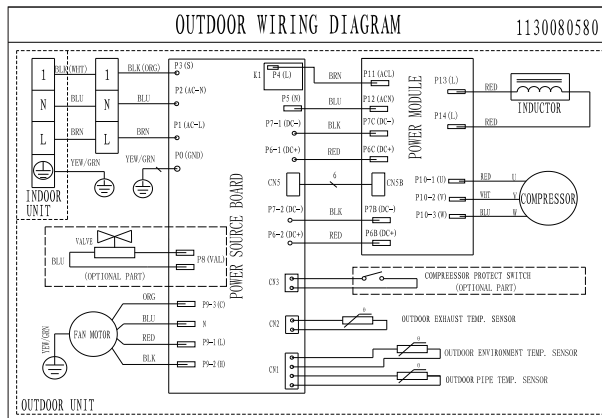 OUTDOOR WIRING DIAGRAM 1130080580
1 BLK(WHT) 1 BLK(ORG) P3(S)
N BLU N BLU P2(AC-N)
L BRN L BRN P1(AC-L)
YEW/GRN YEW/GRN P0(GND)
INDOOR
UNIT
K1 P4(L) BRN P11(ACL)
P5(N) BLU P12(ACN)
P7-1(DC-) BLK P7C(DC-)
P6-1(DC+) RED P6C(DC+)
CN5 6 CN5B
P7-2(DC-) BLK P7B(DC-)
P6-2(DC+) RED P6B(DC+)
POWER SOURCE BOARD
POWER MODULE
P13(L) RED
P14(L) RED
INDUCTOR
P10-1(U) RED U
P10-2(V) WHT V
P10-3(W) BLU W
COMPRESSOR
VALVE
BLU P8(VAL)
(OPTIONAL PART)
CN3 COMPRESSOR PROTECT SWITCH
(OPTIONAL PART)
ORG P9-3(C)
BLU N
RED P9-1(L)
BLK P9-2(H)
FAN MOTOR
YEW/GRN
CN2 θ OUTDOOR EXHAUST TEMP. SENSOR
CN1 θ OUTDOOR ENVIRONMENT TEMP. SENSOR
θ OUTDOOR PIPE TEMP. SENSOR
OUTDOOR UNIT